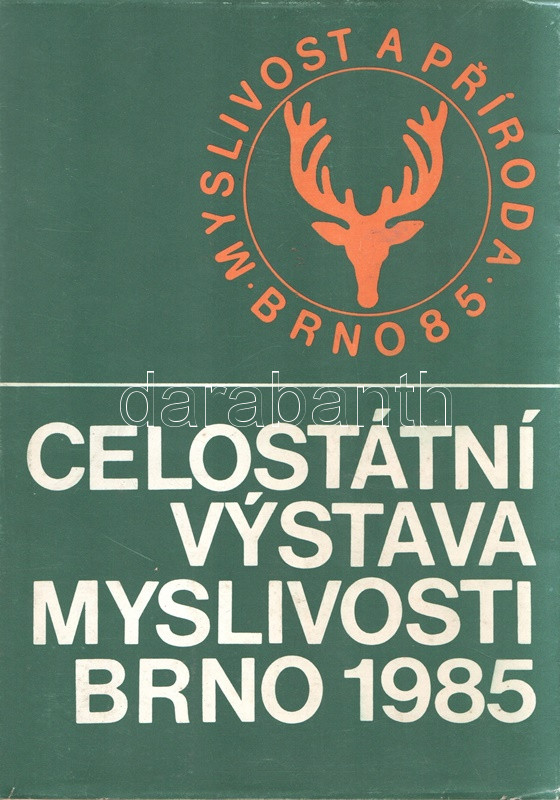 MYSLIVOST A PŘÍRODA
· BRNO 85 ·
darabanth
CELOSTÁTNÍ
VÝSTAVA
MYSLIVOSTI
BRNO 1985